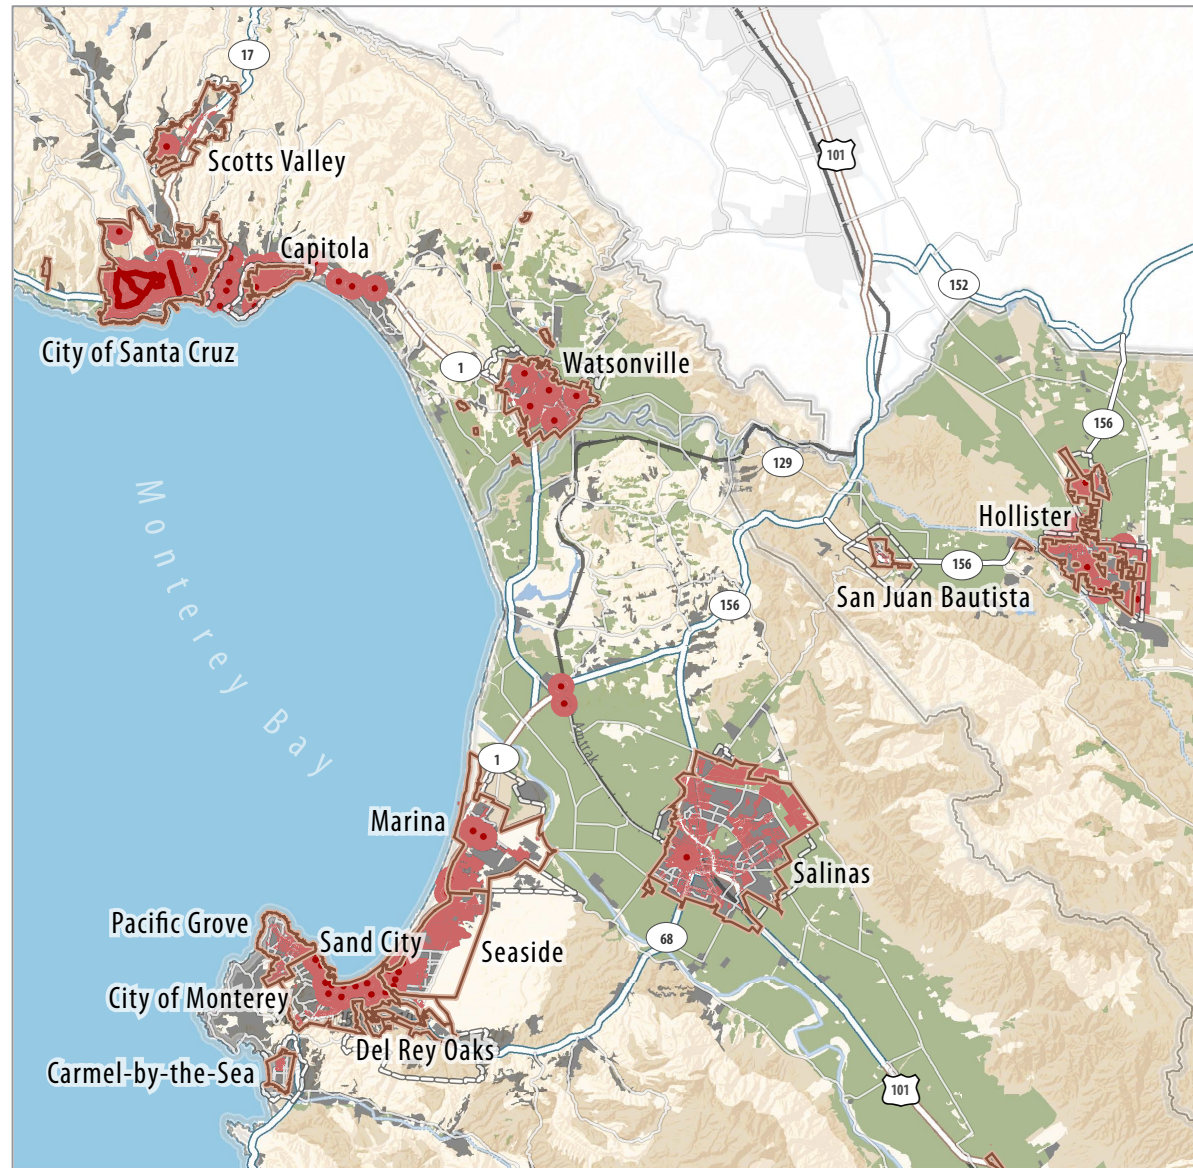 17
Scotts Valley
101
Capitola
152
City of Santa Cruz
1
Watsonville
156
129
Hollister
Monterey Bay
156
San Juan Bautista
156
Amtrak
1
Marina
Salinas
Pacific Grove
Sand City
68
Seaside
City of Monterey
Del Rey Oaks
Carmel-by-the-Sea
101